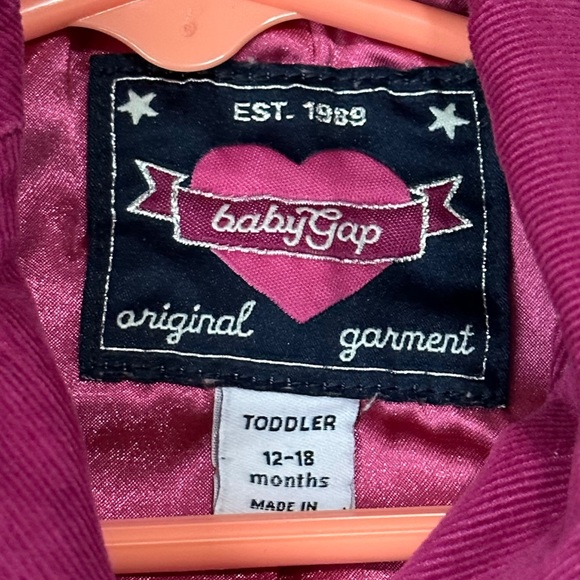 EST. 1989
babyGap
original garment
TODDLER
12-18
months
MADE IN